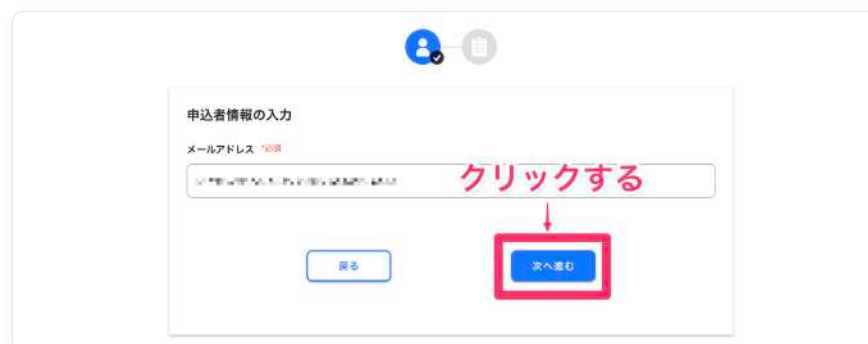 申込者情報の入力
メールアドレス *必須
クリックする
戻る
次へ進む